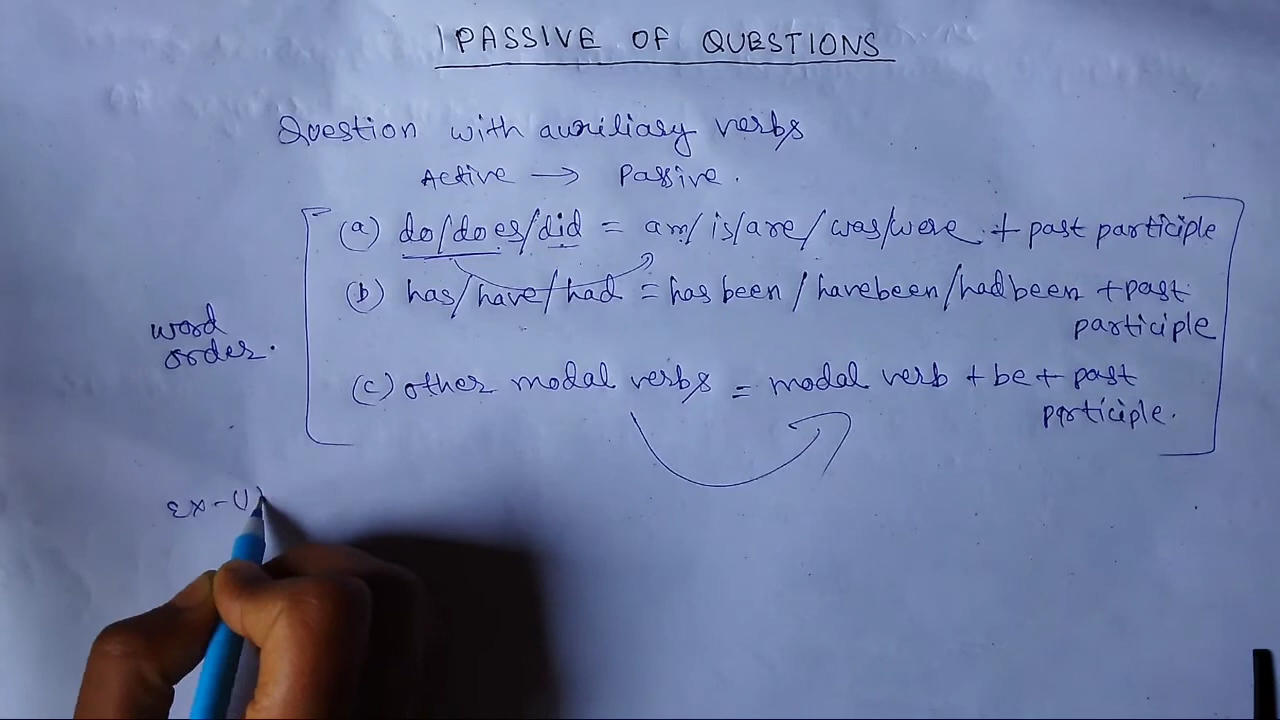 PASSIVE OF QUESTIONS
Question with auxiliary verbs
Active → Passive.
(a) do/does/did = am/is/are/was/were + past participle
(b) has/have/had = has been/have been/had been + past
participle
word
order.
(c) other modal verbs = modal verb + be + past
participle.
Ex-(1)